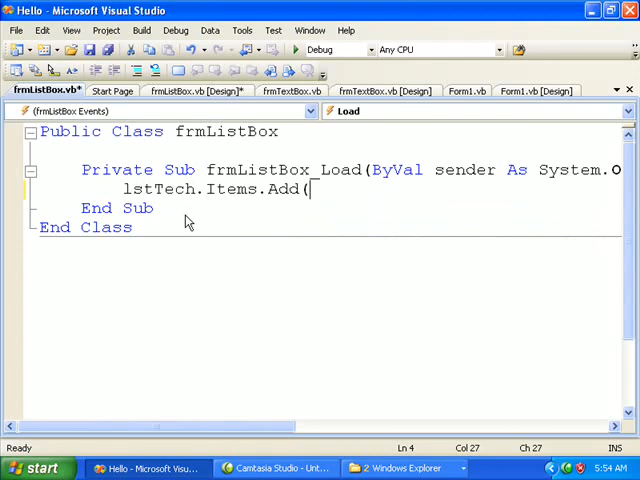 Hello - Microsoft Visual Studio
File Edit View Project Build Debug Data Tools Test Window Help
Debug Any CPU
frmListBox.vb* Start Page frmListBox.vb [Design]* frmTextBox.vb frmTextBox.vb [Design] Form1.vb Form1.vb [Design]
(frmListBox Events) Load
Public Class frmListBox
Private Sub frmListBox_Load(ByVal sender As System.O
lstTech.Items.Add(
End Sub
End Class
Ready Ln 4 Col 27 Ch 27 INS
start Hello - Microsoft Visu... Camtasia Studio - Unt... 2 Windows Explorer 5:54 AM